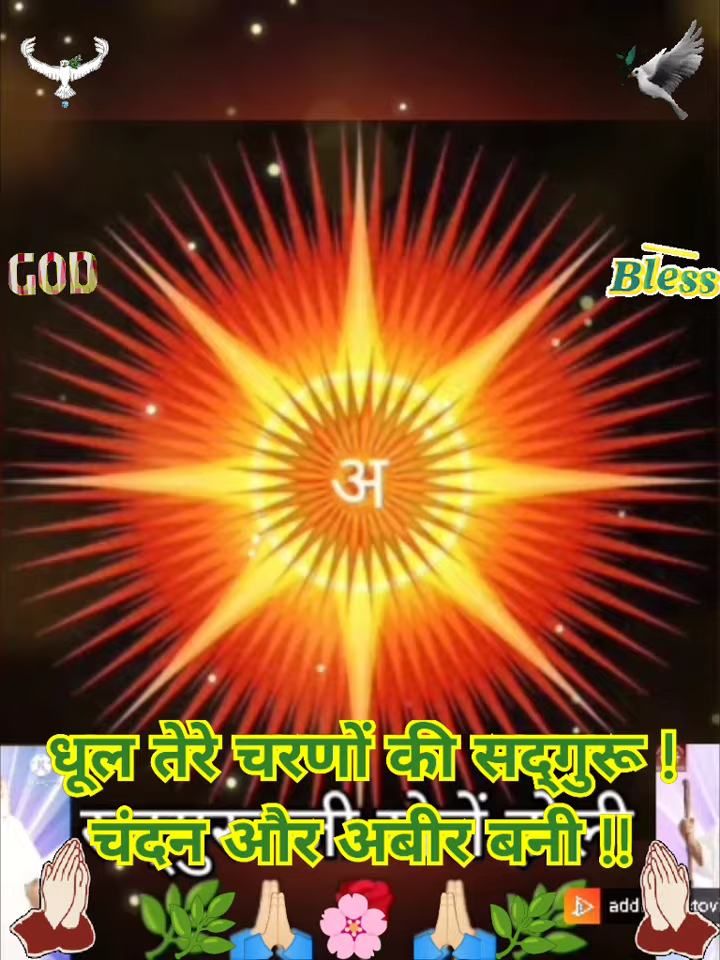 GOD
Bless
अ
धूल तेरे चरणों की सद्गुरू !
चंदन और अबीर बनी !!
add